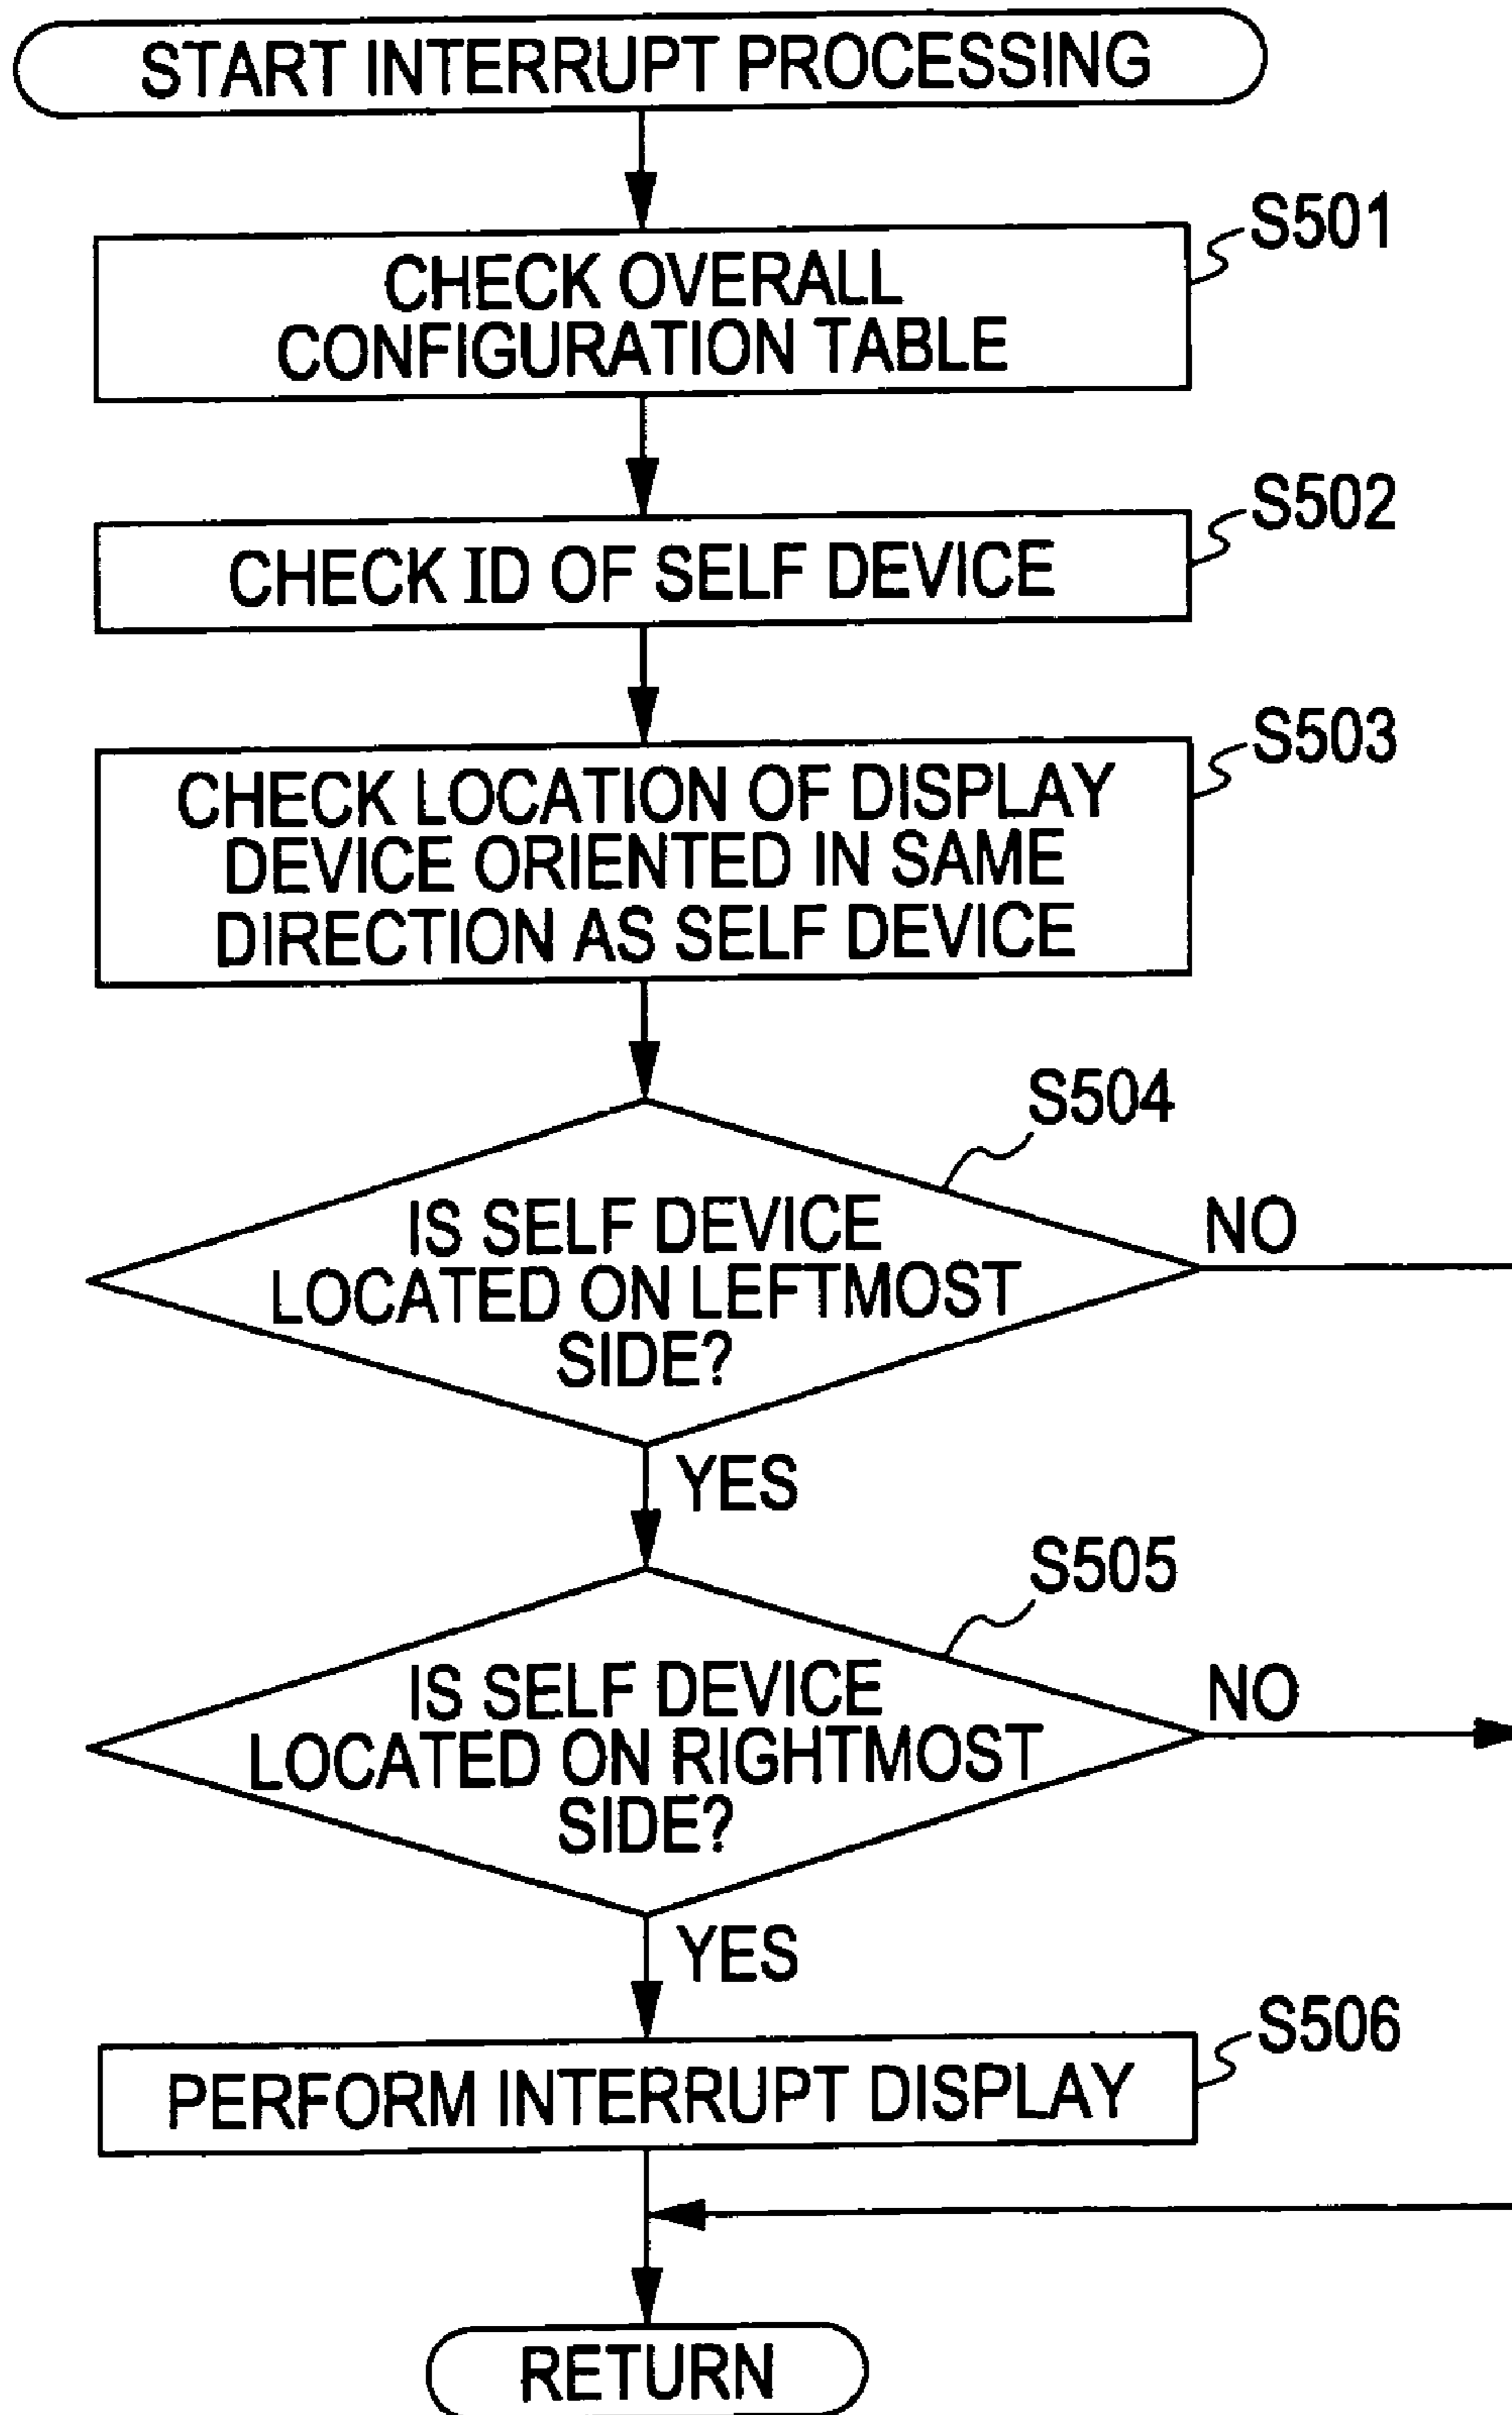 START INTERRUPT PROCESSING
S501
CHECK OVERALL
CONFIGURATION TABLE
S502
CHECK ID OF SELF DEVICE
S503
CHECK LOCATION OF DISPLAY
DEVICE ORIENTED IN SAME
DIRECTION AS SELF DEVICE
S504
IS SELF DEVICE
LOCATED ON LEFTMOST
SIDE?
NO
YES
S505
IS SELF DEVICE
LOCATED ON RIGHTMOST
SIDE?
NO
YES
S506
PERFORM INTERRUPT DISPLAY
RETURN